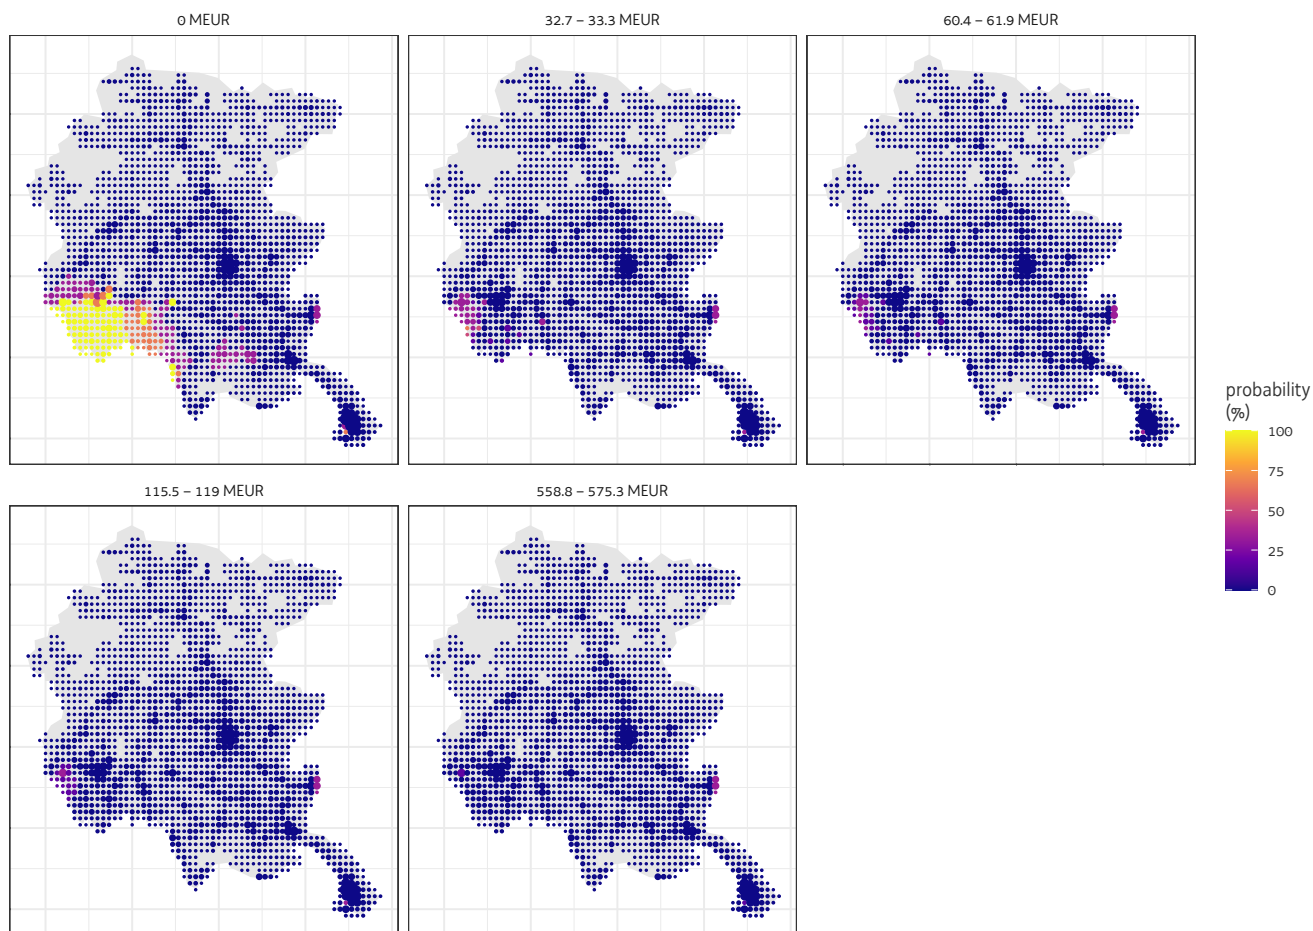 0 MEUR
32.7 – 33.3 MEUR
60.4 – 61.9 MEUR
115.5 – 119 MEUR
558.8 – 575.3 MEUR
probability
(%)
100
75
50
25
0